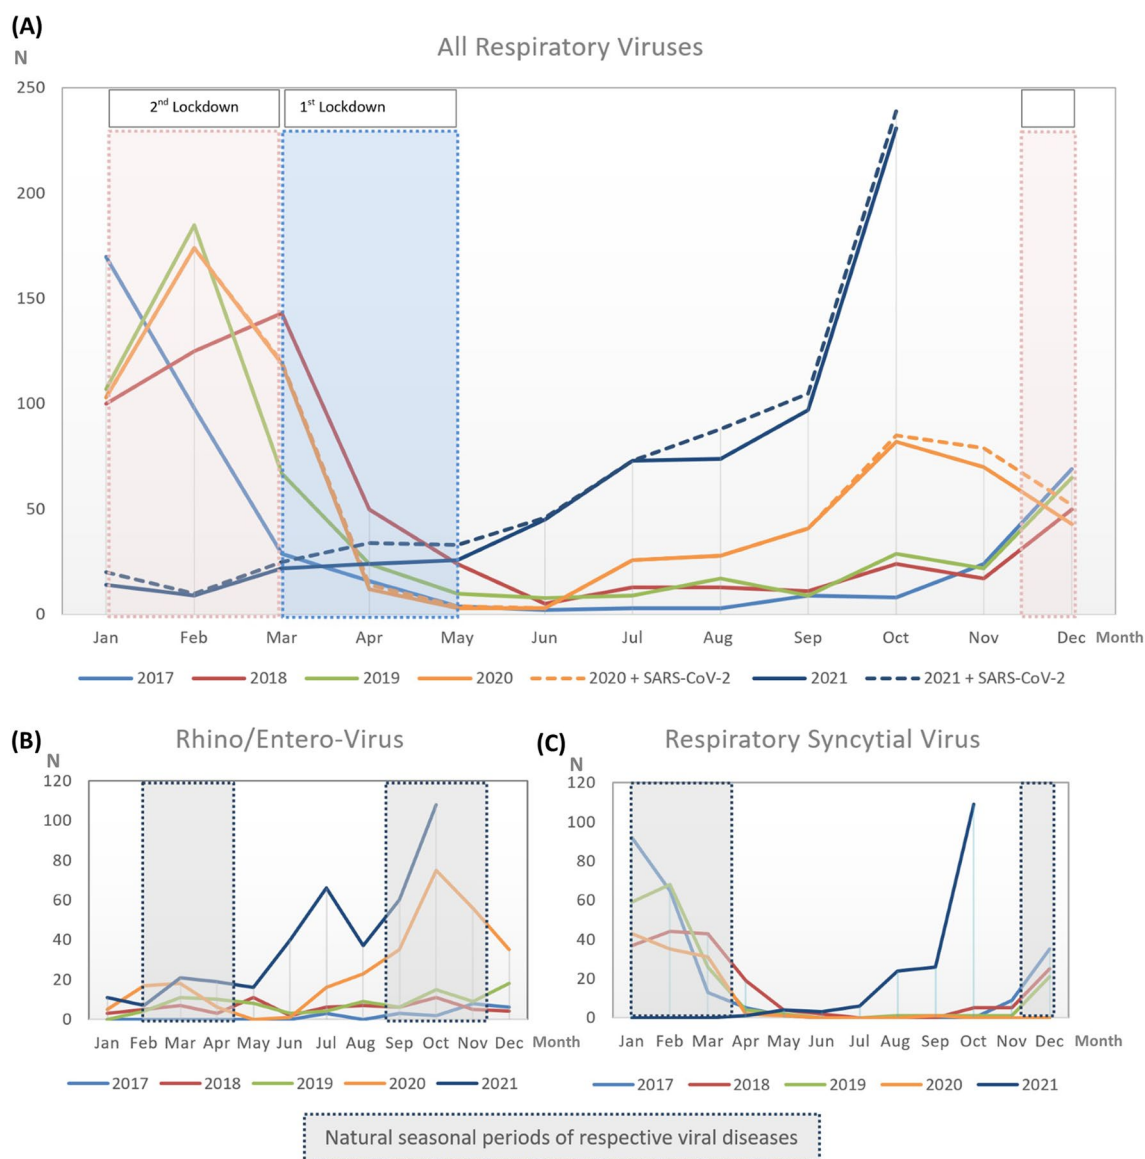 (A)
All Respiratory Viruses
N
250
2nd Lockdown 1st Lockdown
200
150
100
50
0
Jan Feb Mar Apr May Jun Jul Aug Sep Oct Nov Dec Month
2017 2018 2019 2020 2020 + SARS-CoV-2 2021 2021 + SARS-CoV-2
(B)
Rhino/Entero-Virus
N
120
100
80
60
40
20
0
Jan Feb Mar Apr May Jun Jul Aug Sep Oct Nov Dec Month
2017 2018 2019 2020 2021
(C)
Respiratory Syncytial Virus
N
120
100
80
60
40
20
0
Jan Feb Mar Apr May Jun Jul Aug Sep Oct Nov Dec Month
2017 2018 2019 2020 2021
Natural seasonal periods of respective viral diseases